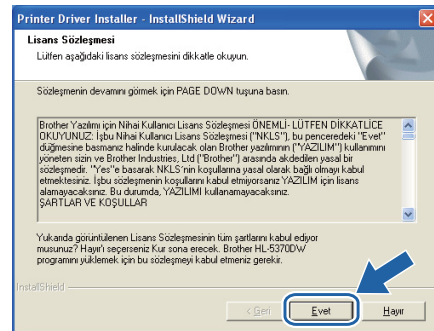 Printer Driver Installer - InstallShield Wizard
Lisans Sözleşmesi
Lütfen aşağıdaki lisans sözleşmesini dikkatle okuyun.
Sözleşmenin devamını görmek için PAGE DOWN tuşuna basın.
Brother Yazılımı için Nihai Kullanıcı Lisans Sözleşmesi ÖNEMLİ- LÜTFEN DİKKATLİCE
OKUYUNUZ: İşbu Nihai Kullanıcı Lisans Sözleşmesi ("NKLS"), bu penceredeki "Evet"
düğmesine basmanız halinde kurulacak olan Brother yazılımının ("YAZILIM") kullanımını
yöneten sizin ve Brother Industries, Ltd ("Brother") arasında akdedilen yasal bir
sözleşmedir. "Yes"e basarak NKLS'nin koşullarına yasal olarak bağlı olmayı kabul
etmektesiniz. İşbu sözleşmenin koşullarını kabul etmiyorsanız YAZILIM için lisans
alamayacaksınız. Bu durumda, YAZILIMI kullanamayacaksınız.
ŞARTLAR VE KOŞULLAR
Yukarıda görüntülenen Lisans Sözleşmesinin tüm şartlarını kabul ediyor
musunuz? Hayır'ı seçerseniz Kur sona erecek. Brother HL-5370DW
programını yüklemek için bu sözleşmeyi kabul etmeniz gerekir.
InstallShield
< Geri Evet Hayır